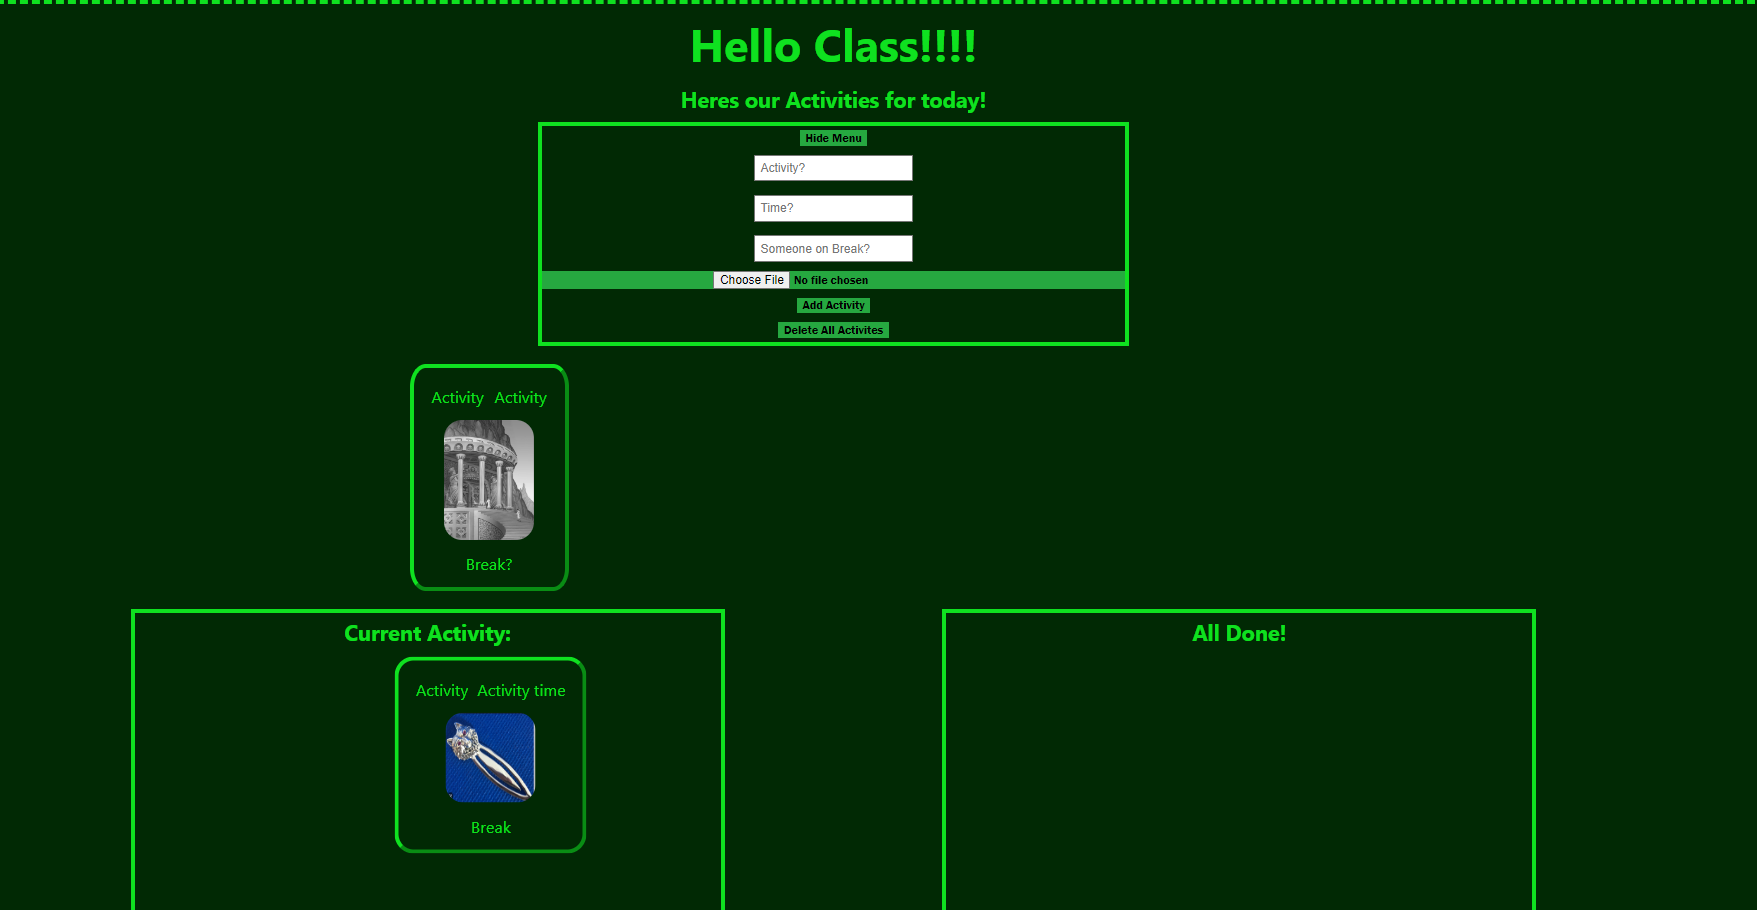 Hello Class!!!!
Heres our Activities for today!
Hide Menu
Activity?
Time?
Someone on Break?
Choose File No file chosen
Add Activity
Delete All Activites
Activity Activity
Break?
Current Activity:
All Done!
Activity Activity time
Break